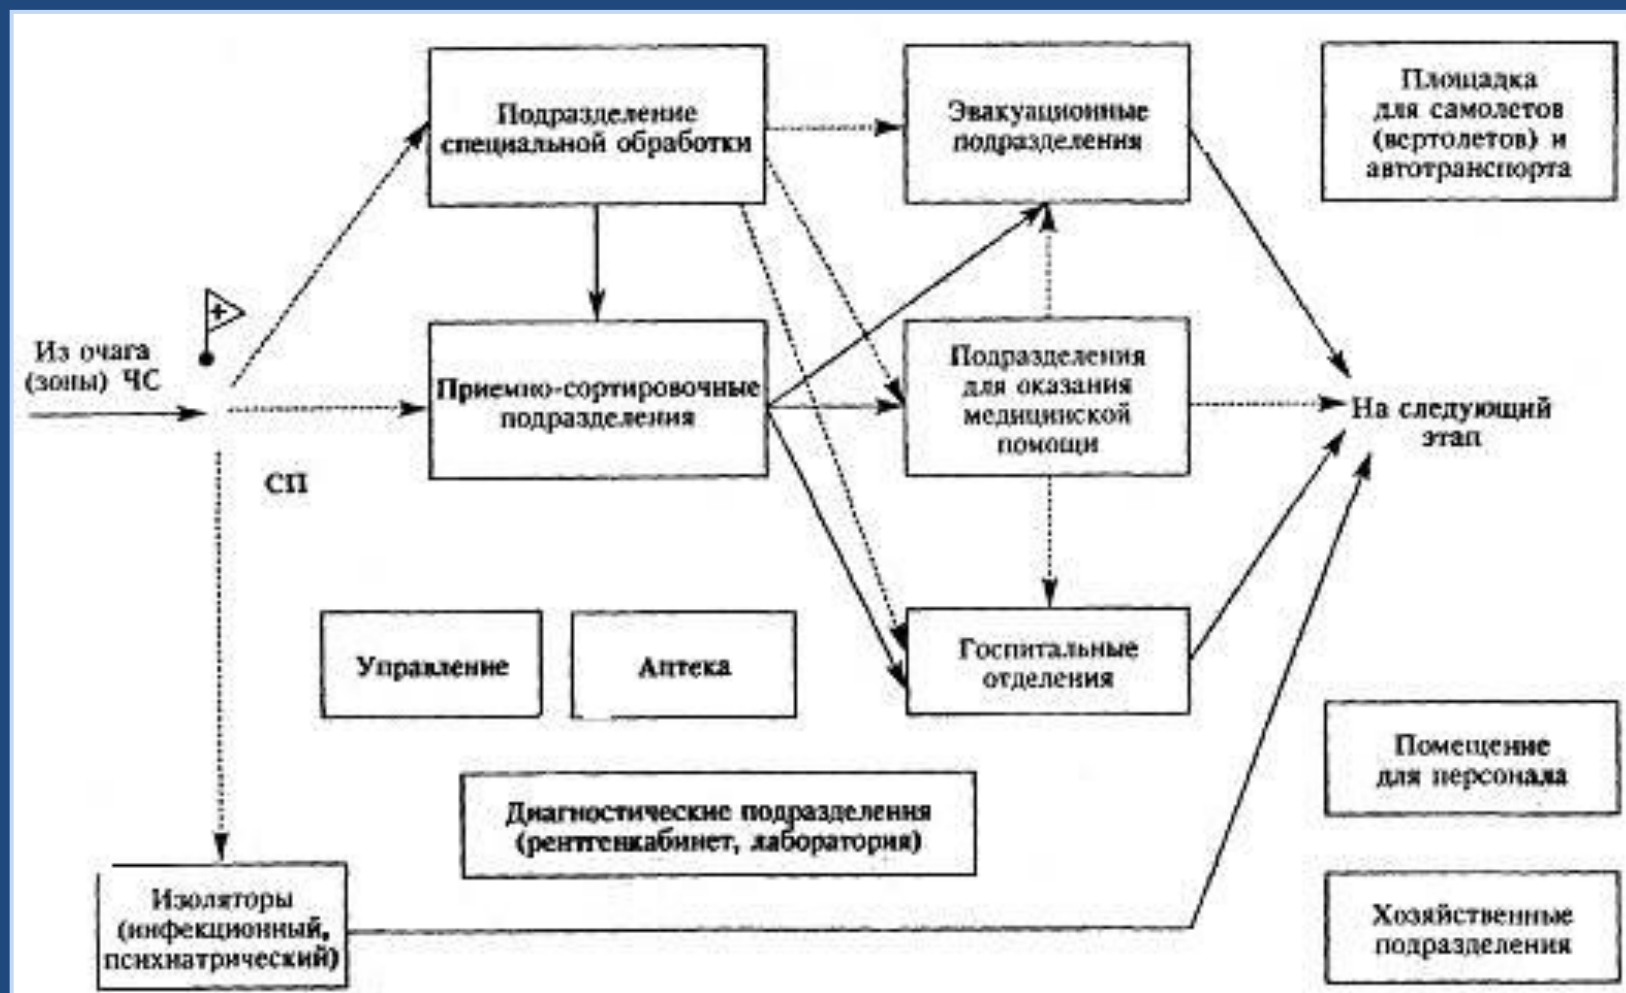 Подразделение
специальной обработки
Эвакуационные
подразделения
Площадка
для самолетов
(вертолетов) и
автотранспорта
Из очага
(зоны) ЧС
Приемно-сортировочные
подразделения
Подразделения
для оказания
медицинской
помощи
На следующий
этап
СП
Управление
Аптека
Госпитальные
отделения
Помещение
для персонала
Диагностические подразделения
(рентгенкабинет, лаборатория)
Изоляторы
(инфекционный,
психиатрический)
Хозяйственные
подразделения